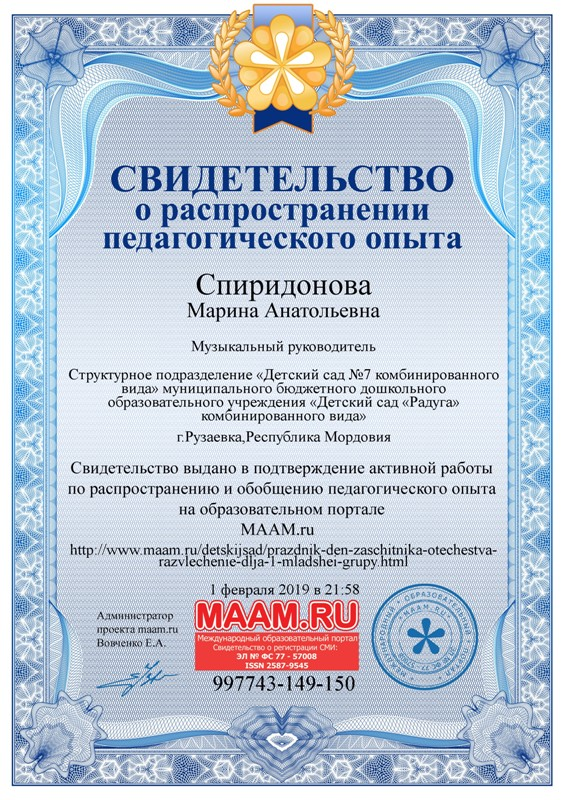 СВИДЕТЕЛЬСТВО
о распространении
педагогического опыта
Спиридонова
Марина Анатольевна
Музыкальный руководитель
Структурное подразделение «Детский сад №7 комбинированного
вида» муниципального бюджетного дошкольного
образовательного учреждения «Детский сад «Радуга»
комбинированного вида»
г.Рузаевка,Республика Мордовия
Свидетельство выдано в подтверждение активной работы
по распространению и обобщению педагогического опыта
на образовательном портале
MAAM.ru
http://www.maam.ru/detskijsad/prazdnik-den-zaschitnika-otechestva-
razvlechenie-dlja-1-mladshei-grupy.html
1 февраля 2019 в 21:58
Администратор
проекта maam.ru
Вовченко Е.А.
MAAM.RU
Международный образовательный портал
Свидетельство о регистрации СМИ:
ЭЛ № ФС 77 - 57008
ISSN 2587-9545
997743-149-150
MAAM.RU